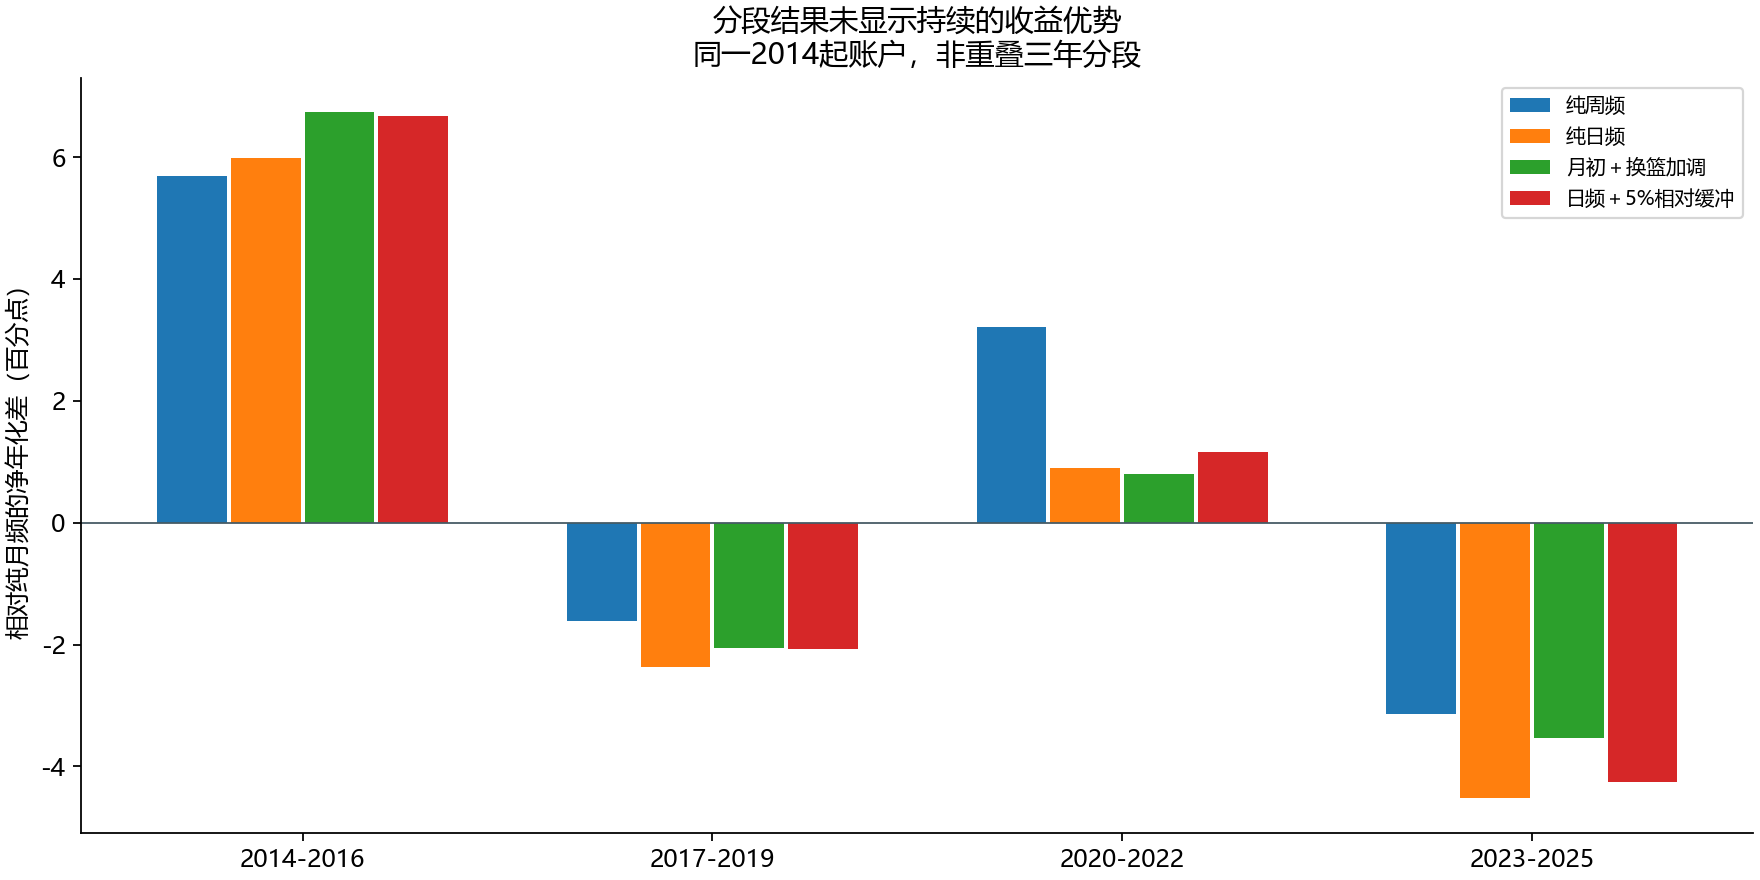 分段结果未显示持续的收益优势
同一2014起账户，非重叠三年分段
相对纯月频的净年化差（百分点）
6
4
2
0
-2
-4
纯周频
纯日频
月初＋换篮加调
日频＋5%相对缓冲
2014-2016
2017-2019
2020-2022
2023-2025